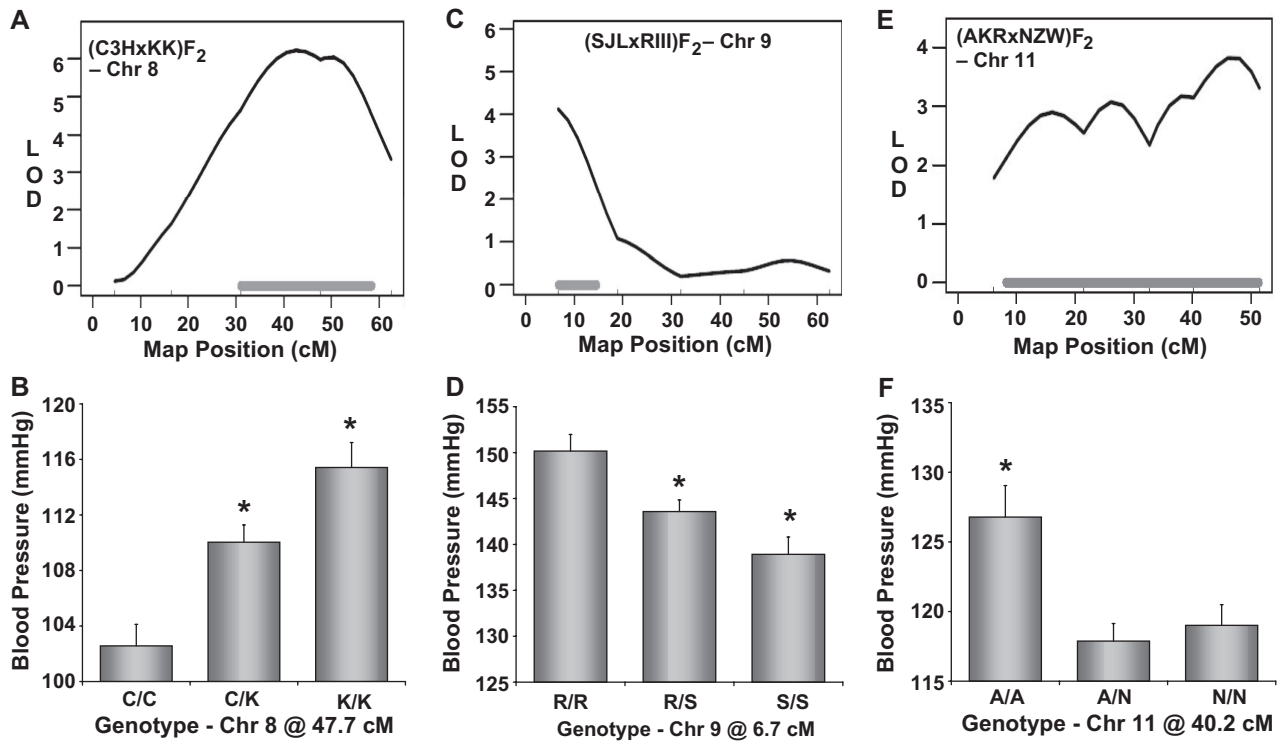 A
(C3HxKK)F2
– Chr 8
LOD
6
5
4
3
2
1
0
0 10 20 30 40 50 60
Map Position (cM)
C
(SJLxRIII)F2– Chr 9
LOD
6
5
4
3
2
1
0
0 10 20 30 40 50 60
Map Position (cM)
E
(AKRxNZW)F2
– Chr 11
LOD
4
3
2
1
0
0 10 20 30 40 50
Map Position (cM)
B
Blood Pressure (mmHg)
120
116
112
108
104
100
*
*
C/C C/K K/K
Genotype - Chr 8 @ 47.7 cM
D
Blood Pressure (mmHg)
155
150
145
140
135
130
125
*
*
R/R R/S S/S
Genotype - Chr 9 @ 6.7 cM
F
Blood Pressure (mmHg)
135
130
125
120
115
*
A/A A/N N/N
Genotype - Chr 11 @ 40.2 cM